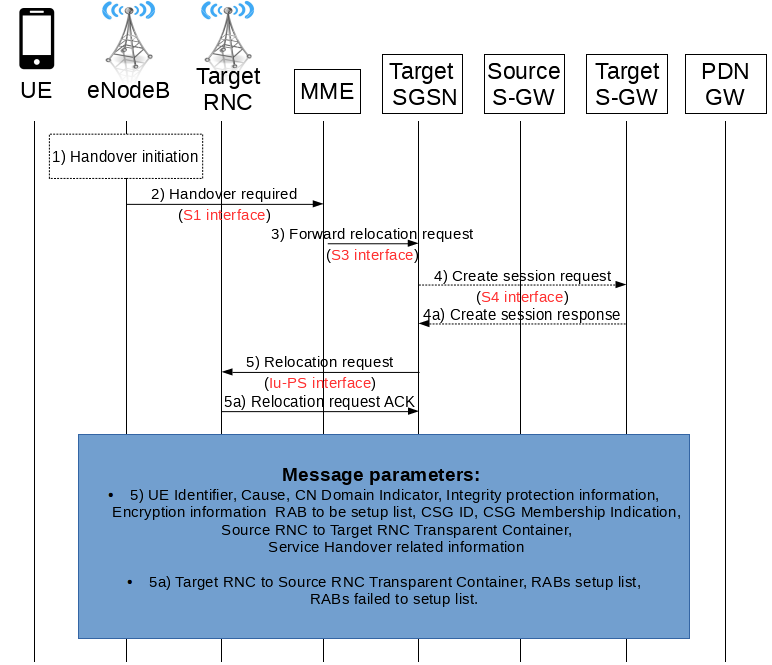 UE
eNodeB
Target
RNC
MME
Target
SGSN
Source
S-GW
Target
S-GW
PDN
GW
1) Handover initiation
2) Handover required
(S1 interface)
3) Forward relocation request
(S3 interface)
4) Create session request
(S4 interface)
4a) Create session response
5) Relocation request
(Iu-PS interface)
5a) Relocation request ACK
Message parameters:
• 5) UE Identifier, Cause, CN Domain Indicator, Integrity protection information,
Encryption information RAB to be setup list, CSG ID, CSG Membership Indication,
Source RNC to Target RNC Transparent Container,
Service Handover related information
• 5a) Target RNC to Source RNC Transparent Container, RABs setup list,
RABs failed to setup list.